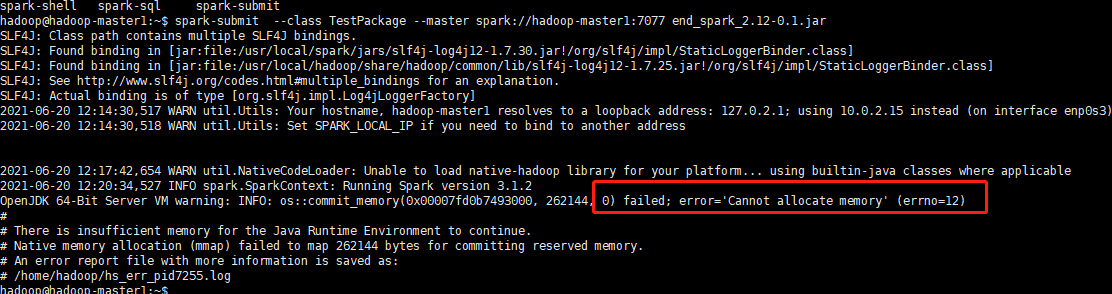 spark-shell   spark-sql     spark-submit
hadoop@hadoop-master1:~$ spark-submit  --class TestPackage --master spark://hadoop-master1:7077 end_spark_2.12-0.1.jar
SLF4J: Class path contains multiple SLF4J bindings.
SLF4J: Found binding in [jar:file:/usr/local/spark/jars/slf4j-log4j12-1.7.30.jar!/org/slf4j/impl/StaticLoggerBinder.class]
SLF4J: Found binding in [jar:file:/usr/local/hadoop/share/hadoop/common/lib/slf4j-log4j12-1.7.25.jar!/org/slf4j/impl/StaticLoggerBinder.class]
SLF4J: See http://www.slf4j.org/codes.html#multiple_bindings for an explanation.
SLF4J: Actual binding is of type [org.slf4j.impl.Log4jLoggerFactory]
2021-06-20 12:14:30,517 WARN util.Utils: Your hostname, hadoop-master1 resolves to a loopback address: 127.0.2.1; using 10.0.2.15 instead (on interface enp0s3)
2021-06-20 12:14:30,518 WARN util.Utils: Set SPARK_LOCAL_IP if you need to bind to another address
2021-06-20 12:17:42,654 WARN util.NativeCodeLoader: Unable to load native-hadoop library for your platform... using builtin-java classes where applicable
2021-06-20 12:20:34,527 INFO spark.SparkContext: Running Spark version 3.1.2
OpenJDK 64-Bit Server VM warning: INFO: os::commit_memory(0x00007fd0b7493000, 262144, 0) failed; error='Cannot allocate memory' (errno=12)
#
# There is insufficient memory for the Java Runtime Environment to continue.
# Native memory allocation (mmap) failed to map 262144 bytes for committing reserved memory.
# An error report file with more information is saved as:
# /home/hadoop/hs_err_pid7255.log
hadoop@hadoop-master1:~$